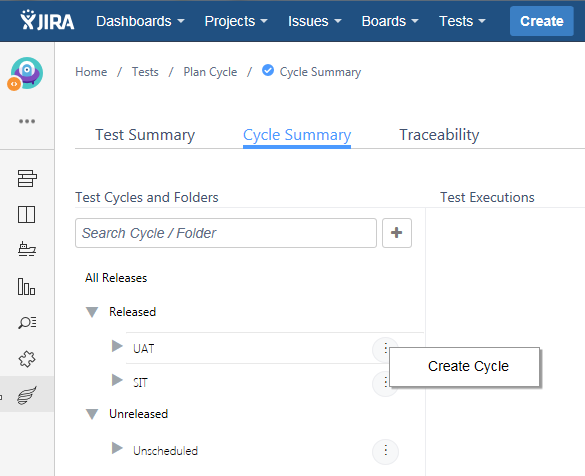 JIRA Dashboards Projects Issues Boards Tests Create
Home / Tests / Plan Cycle / Cycle Summary
Test Summary Cycle Summary Traceability
Test Cycles and Folders Test Executions
Search Cycle / Folder +
All Releases
Released
UAT
Create Cycle
SIT
Unreleased
Unscheduled